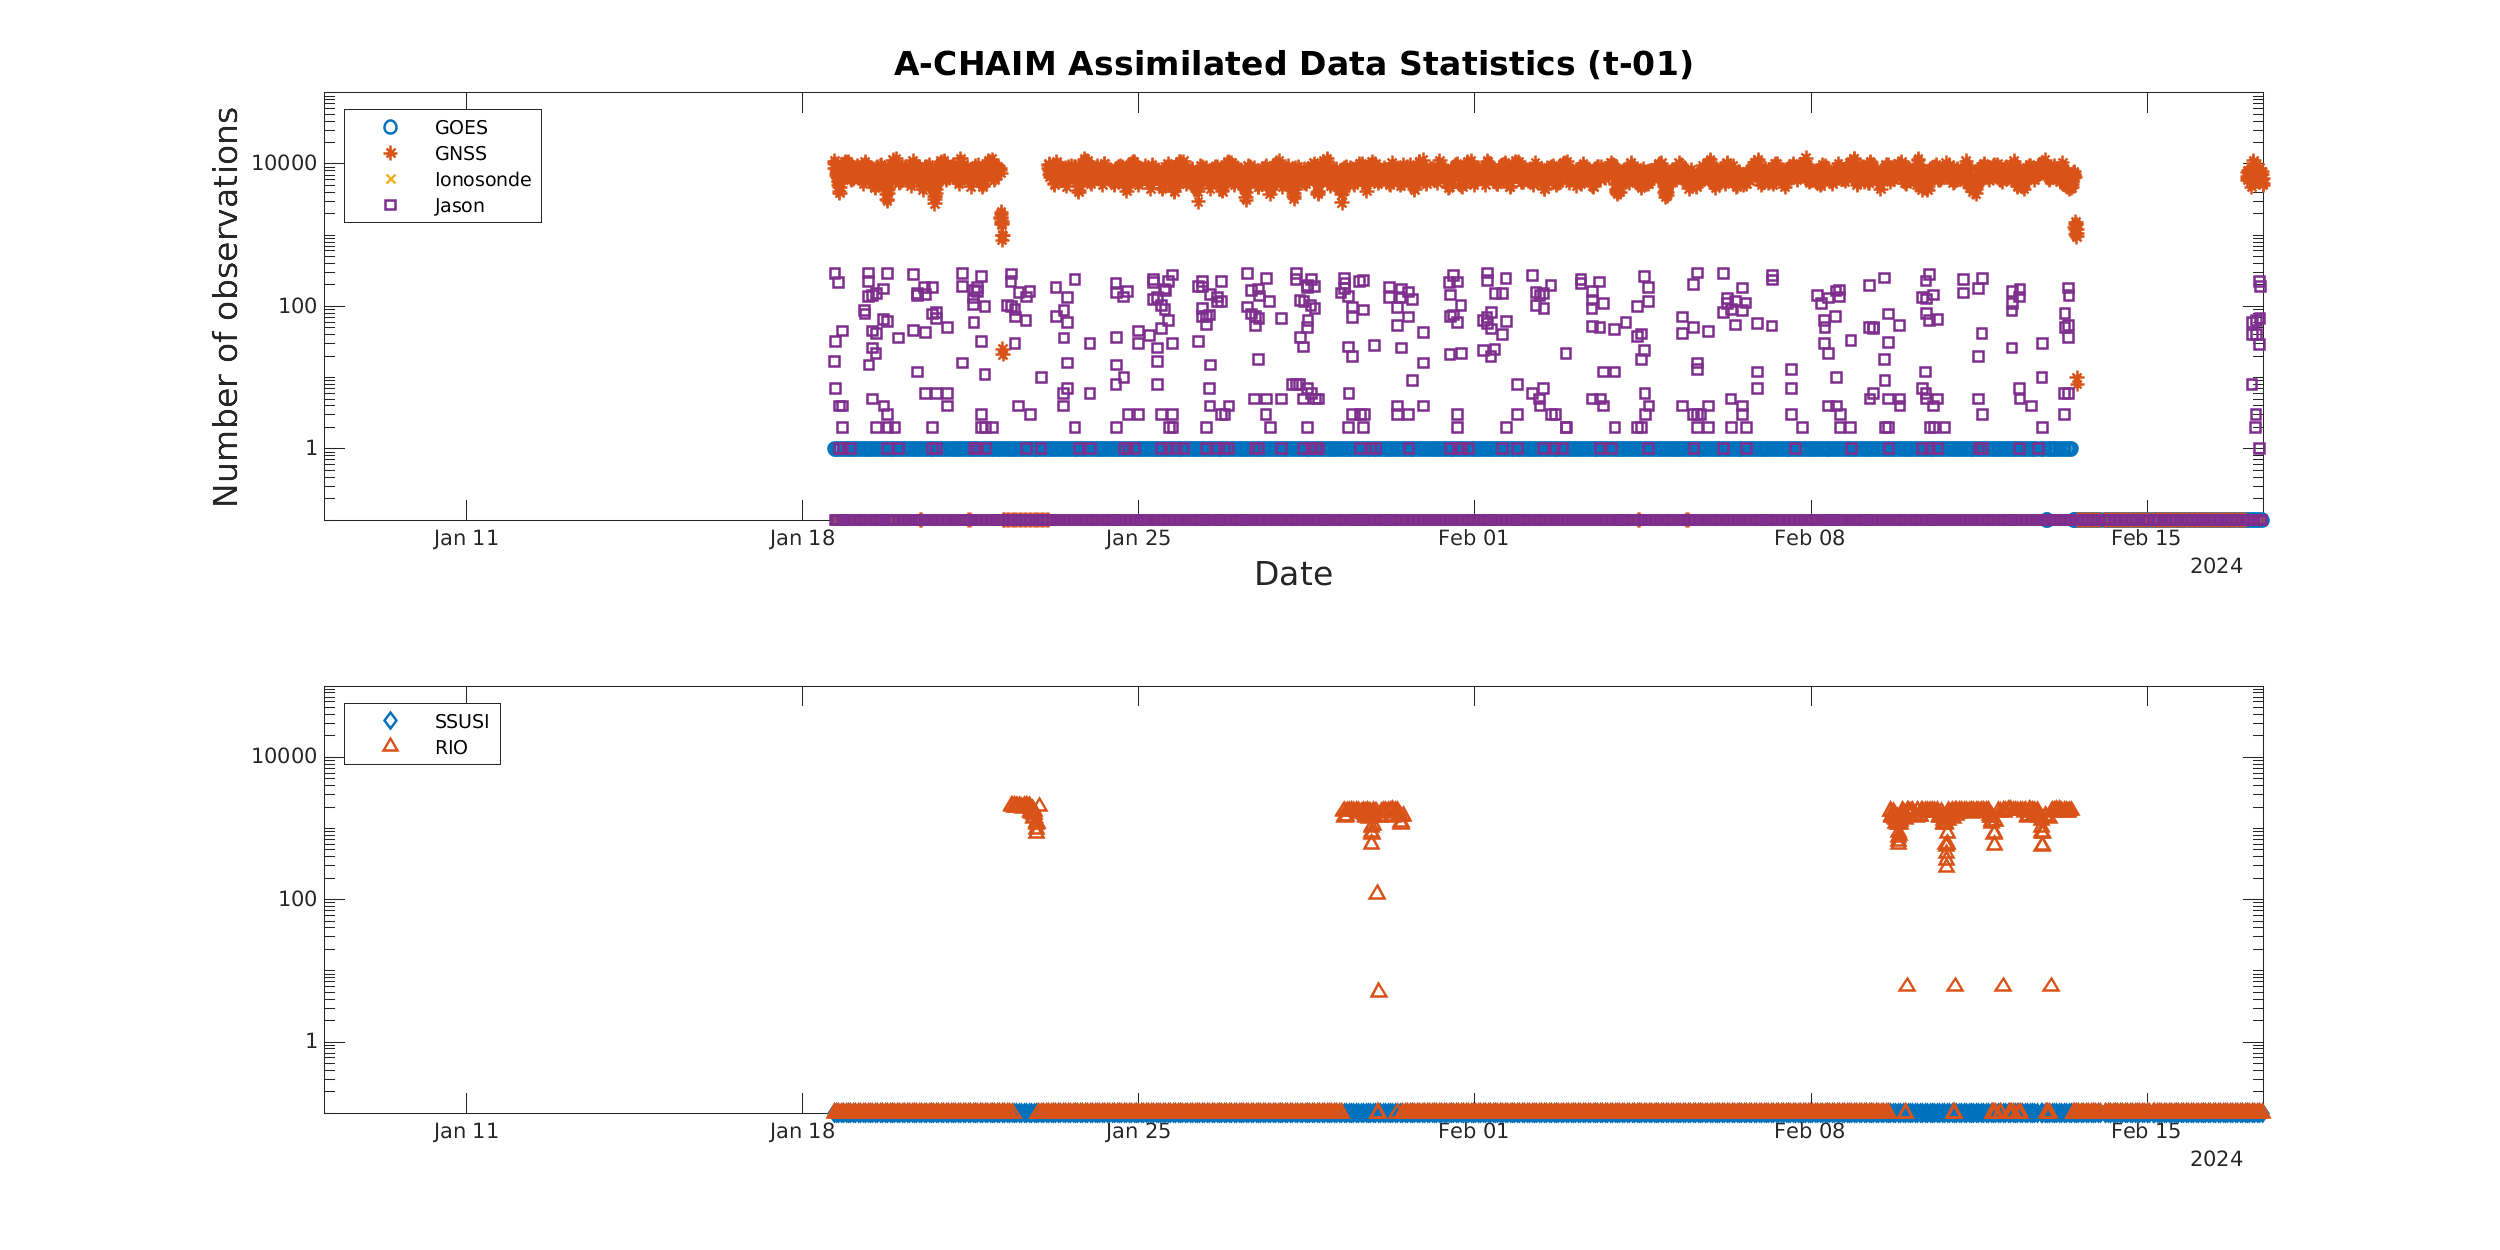 A-CHAIM Assimilated Data Statistics (t-01)
Number of observations
10000
100
1
GOES
GNSS
Ionosonde
Jason
Jan 11
Jan 18
Jan 25
Feb 01
Feb 08
Feb 15
2024
Date
10000
100
1
SSUSI
RIO
Jan 11
Jan 18
Jan 25
Feb 01
Feb 08
Feb 15
2024